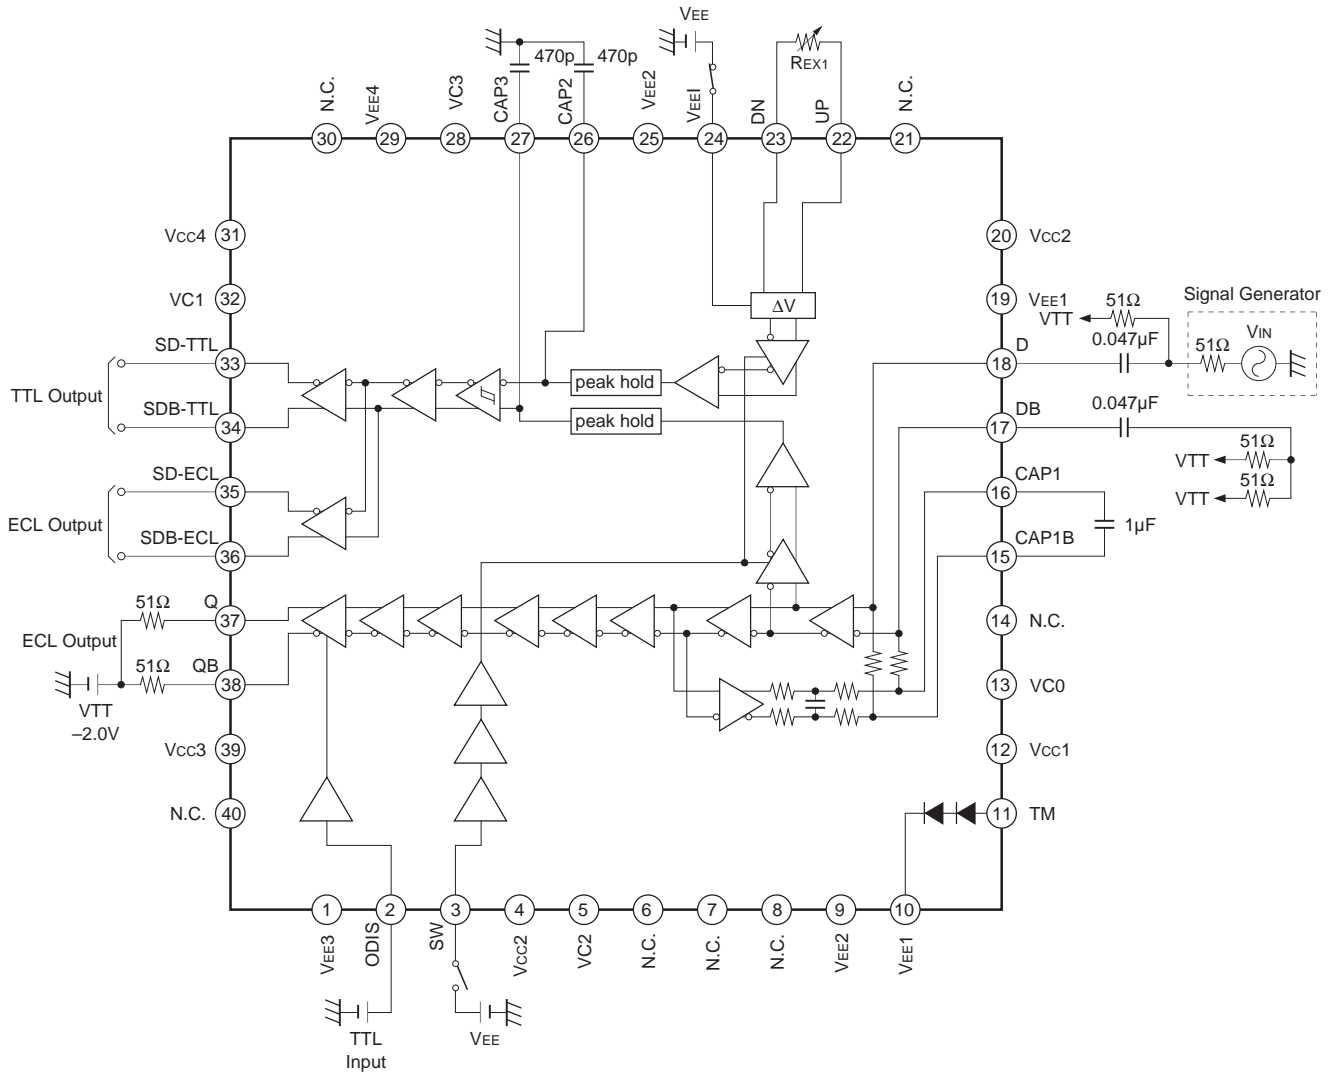 VEE
470p
470p
REX1
N.C.
VEE4
VC3
CAP3
CAP2
VEE2
VEEI
DN
UP
N.C.
30
29
28
27
26
25
24
23
22
21
VCC4
31
20
VCC2
VC1
32
19
VEE1
51Ω
Signal Generator
VTT
ΔV
SD-TTL
33
18
D
0.047µF
51Ω
VIN
TTL Output
peak hold
SDB-TTL
34
peak hold
17
DB
0.047µF
51Ω
VTT
51Ω
VTT
SD-ECL
35
16
CAP1
ECL Output
1µF
SDB-ECL
36
15
CAP1B
51Ω
Q
37
14
N.C.
ECL Output
51Ω
QB
38
13
VC0
VTT
–2.0V
VCC3
39
12
VCC1
N.C.
40
11
TM
1
2
3
4
5
6
7
8
9
10
VEE3
ODIS
SW
VCC2
VC2
N.C.
N.C.
N.C.
VEE2
VEE1
TTL
Input
VEE